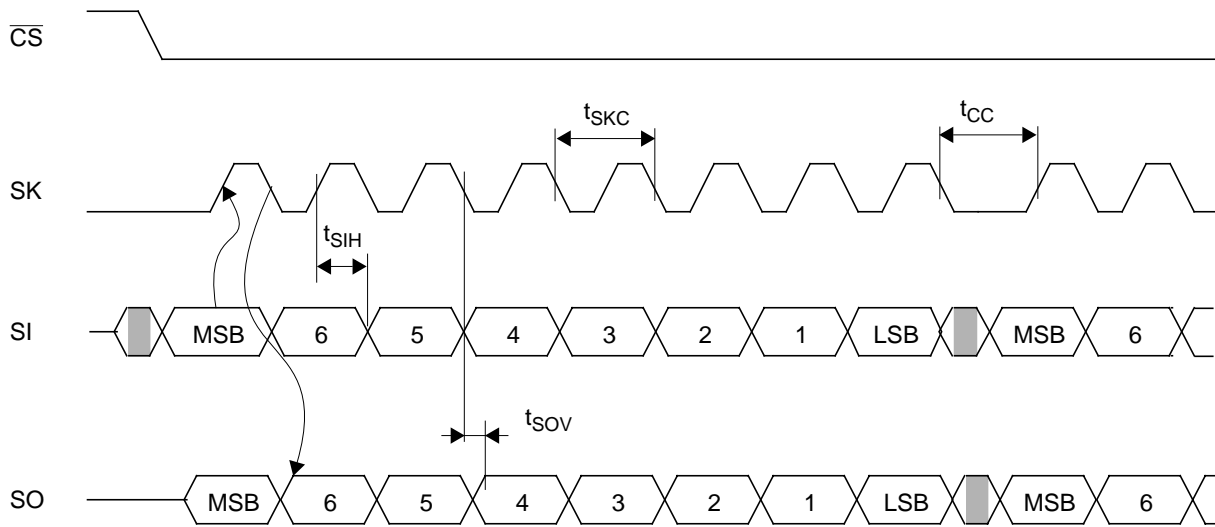 CS
tSKC
tCC
SK
tSIH
SI MSB 6 5 4 3 2 1 LSB MSB 6
tSOV
SO MSB 6 5 4 3 2 1 LSB MSB 6